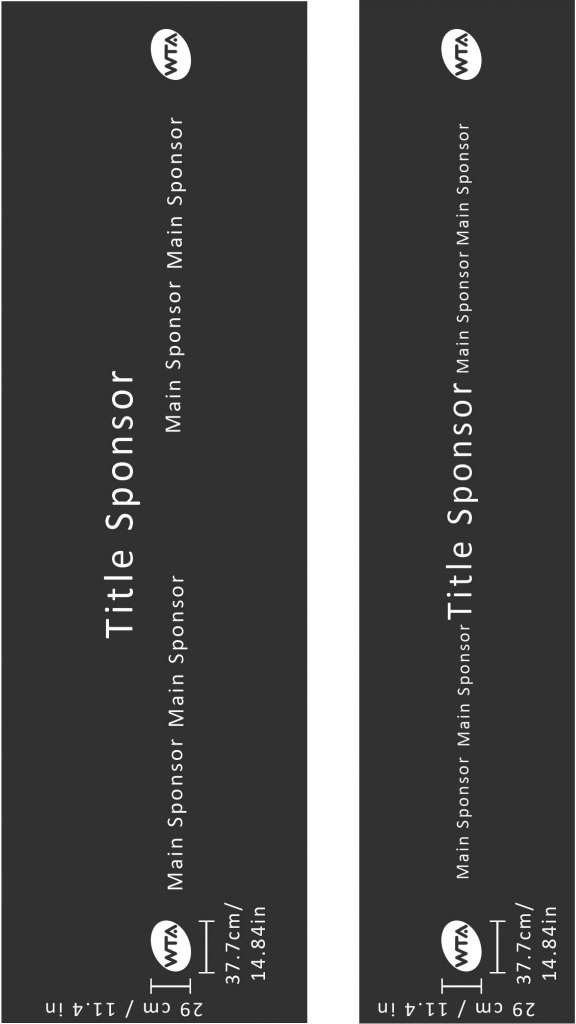 WTA
Title Sponsor
Main Sponsor Main Sponsor
Main Sponsor Main Sponsor
WTA
37.7cm/
14.84in
29 cm / 11.4 in
WTA
Main Sponsor Main Sponsor Title Sponsor Main Sponsor Main Sponsor
WTA
37.7cm/
14.84in
29 cm / 11.4 in